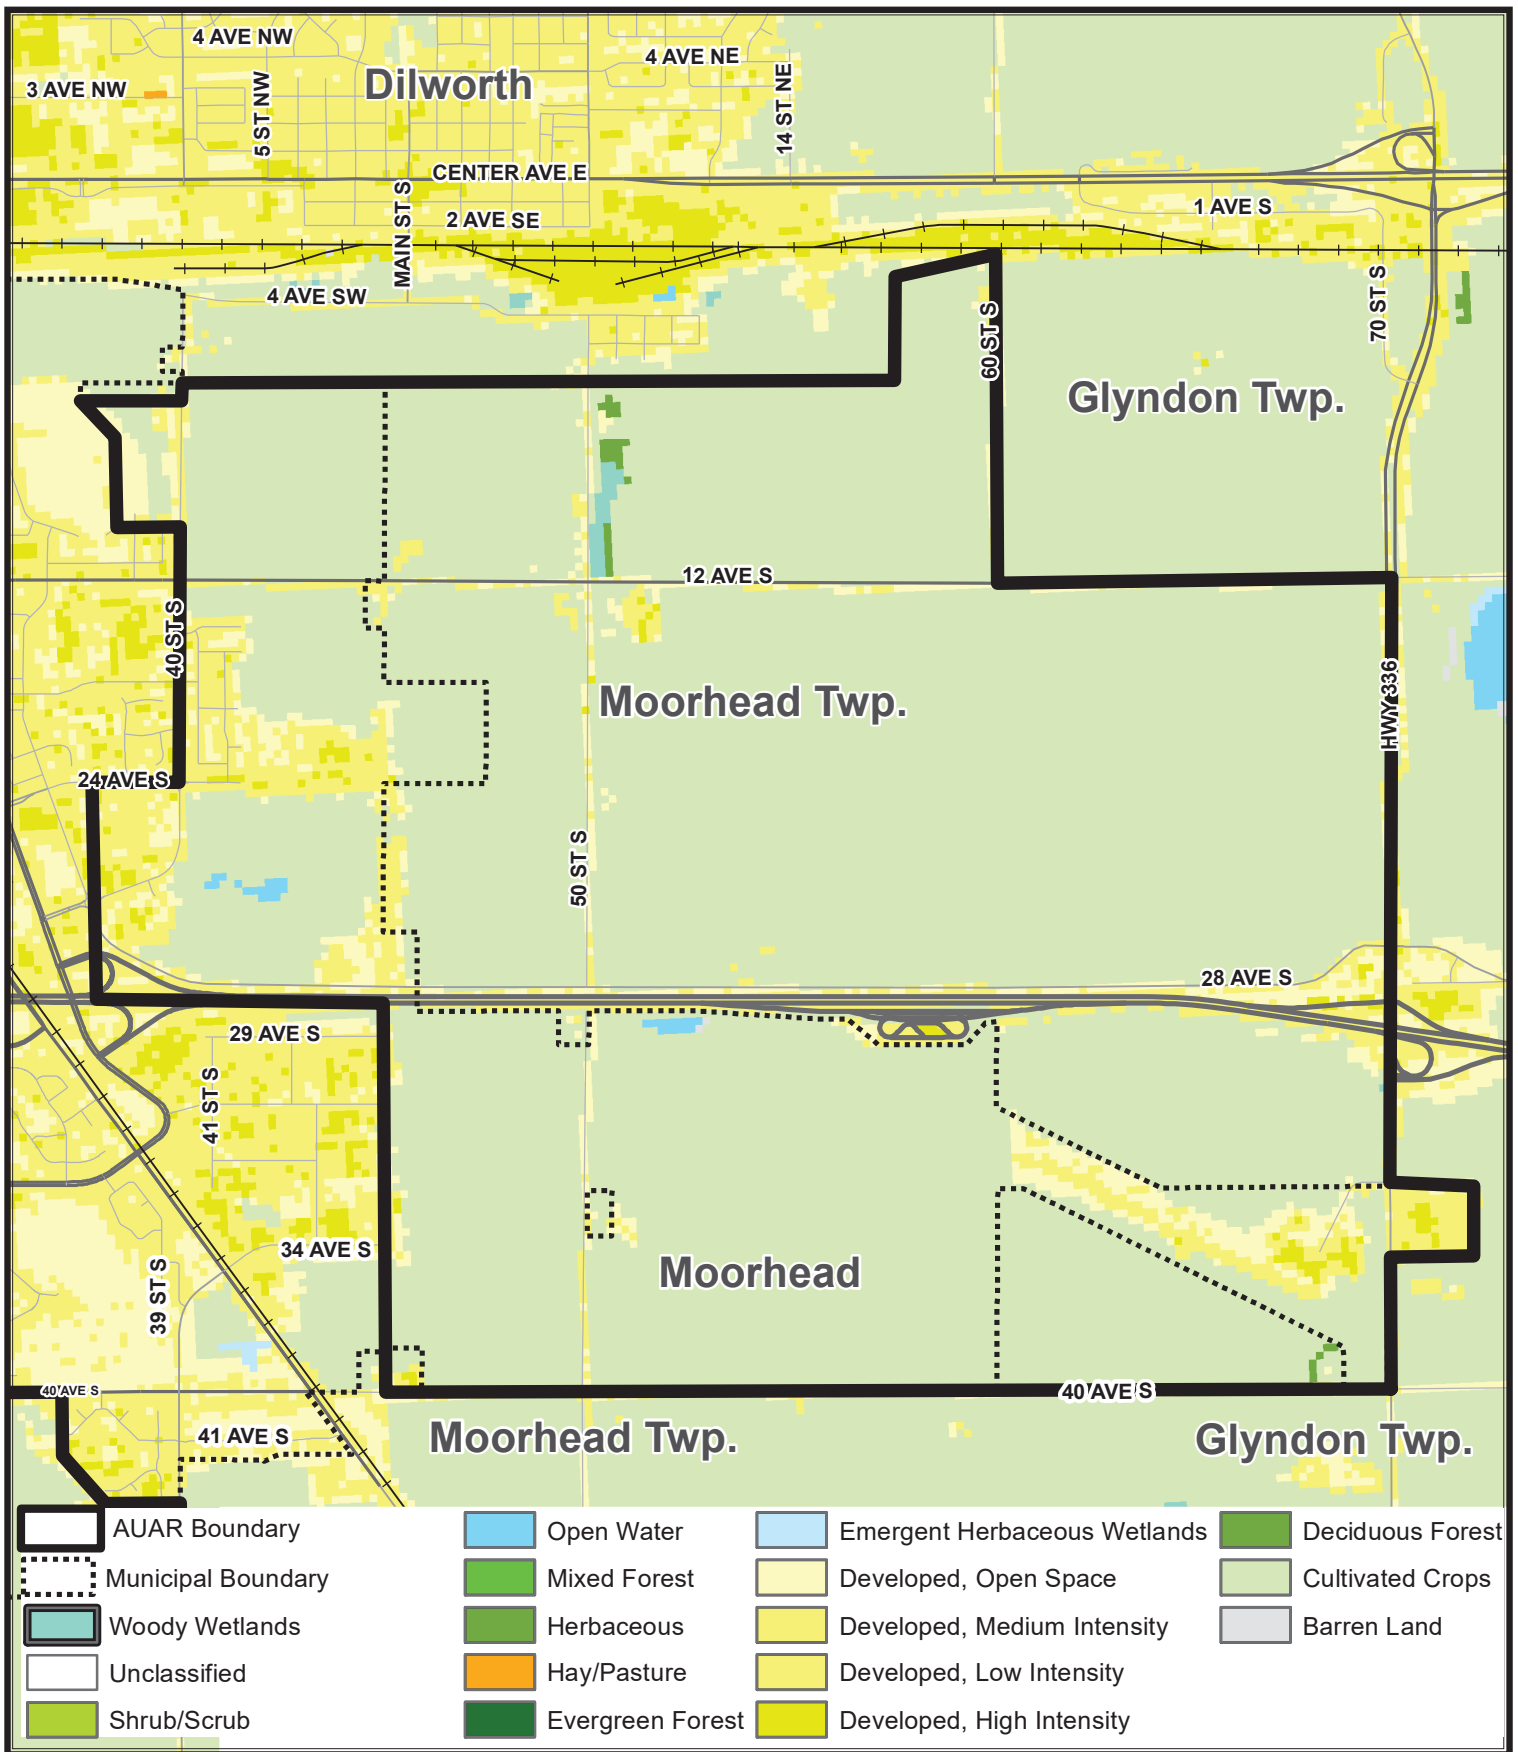 4 AVE NW
4 AVE NE
Dilworth
3 AVE NW
5 ST NW
14 ST NE
CENTER AVE E
MAIN ST S
2 AVE SE
1 AVE S
4 AVE SW
60 ST S
70 ST S
Glyndon Twp.
12 AVE S
40 ST S
Moorhead Twp.
HWY 336
24 AVE S
50 ST S
28 AVE S
29 AVE S
41 ST S
34 AVE S
39 ST S
Moorhead
40 AVE S
40 AVE S
41 AVE S
Moorhead Twp.
Glyndon Twp.
AUAR Boundary
Municipal Boundary
Woody Wetlands
Unclassified
Shrub/Scrub
Open Water
Mixed Forest
Herbaceous
Hay/Pasture
Evergreen Forest
Emergent Herbaceous Wetlands
Developed, Open Space
Developed, Medium Intensity
Developed, Low Intensity
Developed, High Intensity
Deciduous Forest
Cultivated Crops
Barren Land